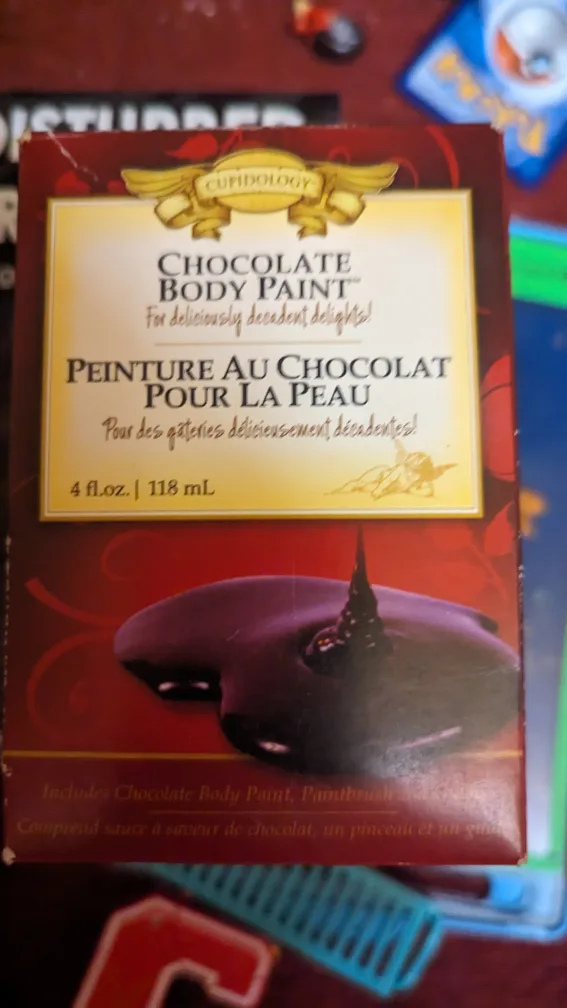 DISTURBED
CUPIDOLOGY
CHOCOLATE
BODY PAINT™
For deliciously decadent delights!
PEINTURE AU CHOCOLAT
POUR LA PEAU
Pour des gâteries délicieusement décadentes!
4 fl.oz. | 118 mL
Includes Chocolate Body Paint, Paintbrush
Comprend sauce à saveur de chocolat, un pinceau et un